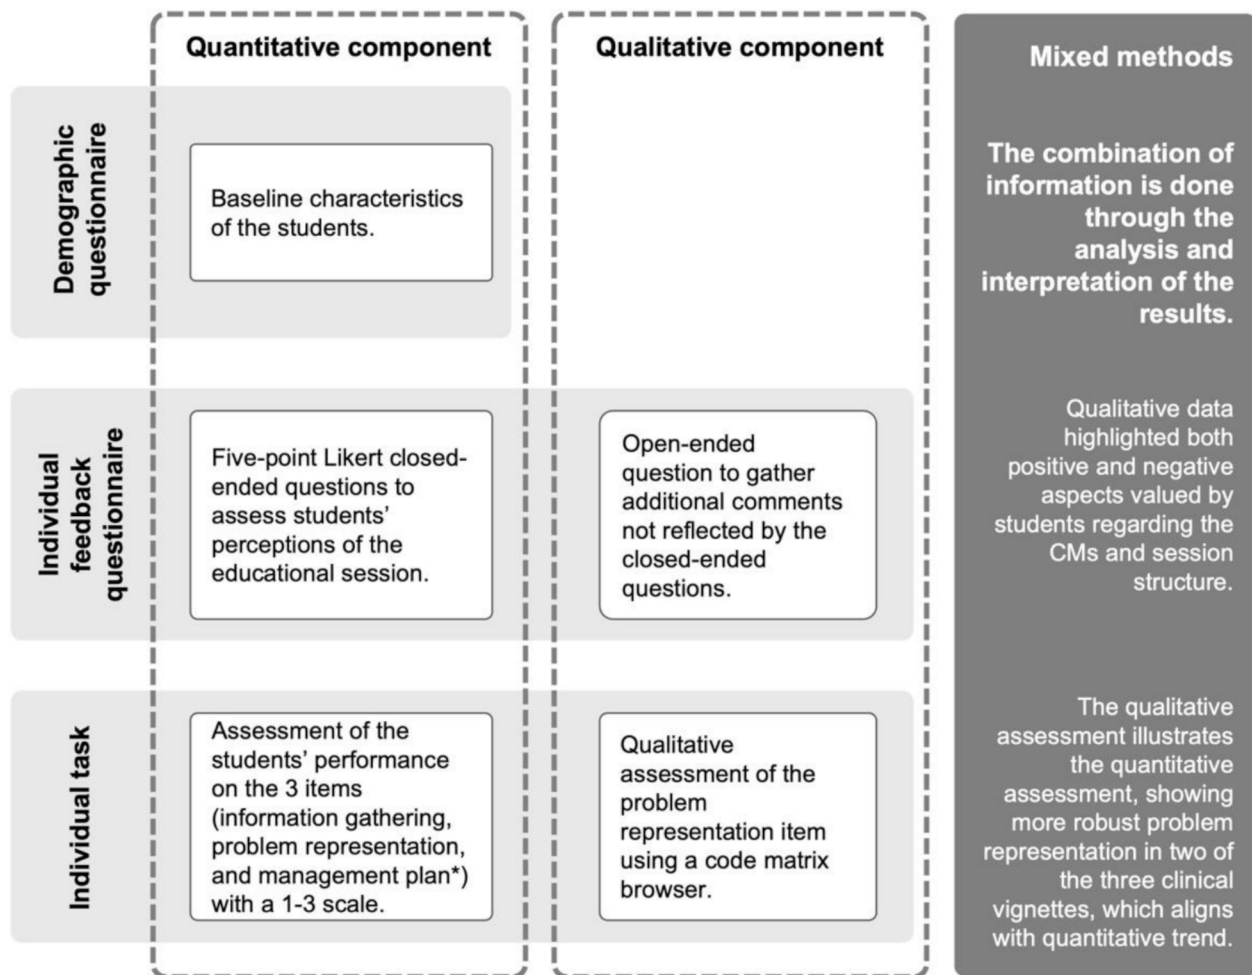 Quantitative component
Qualitative component
Mixed methods
The combination of
information is done
through the
analysis and
interpretation of the
results.
Demographic
questionnaire
Baseline characteristics
of the students.
Individual
feedback
questionnaire
Five-point Likert closed-
ended questions to
assess students’
perceptions of the
educational session.
Open-ended
question to gather
additional comments
not reflected by the
closed-ended
questions.
Qualitative data
highlighted both
positive and negative
aspects valued by
students regarding the
CMs and session
structure.
Individual task
Assessment of the
students’ performance
on the 3 items
(information gathering,
problem representation,
and management plan*)
with a 1-3 scale.
Qualitative
assessment of the
problem
representation item
using a code matrix
browser.
The qualitative
assessment illustrates
the quantitative
assessment, showing
more robust problem
representation in two of
the three clinical
vignettes, which aligns
with quantitative trend.